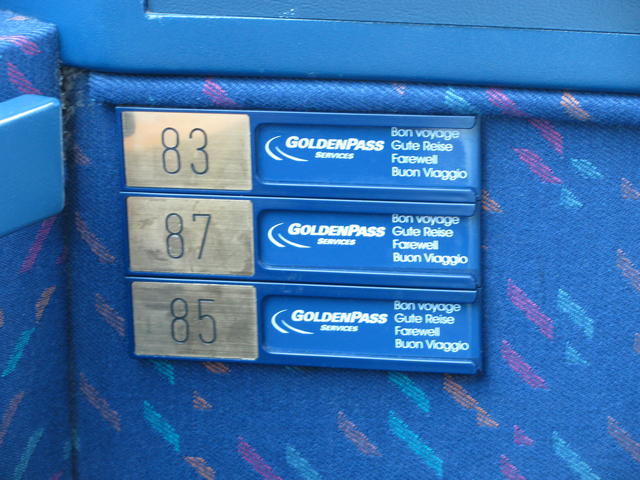 83
GOLDENPASS
SERVICES
Bon voyage
Gute Reise
Farewell
Buon Viaggio
87
GOLDENPASS
SERVICES
Bon voyage
Gute Reise
Farewell
Buon Viaggio
85
GOLDENPASS
SERVICES
Bon voyage
Gute Reise
Farewell
Buon Viaggio